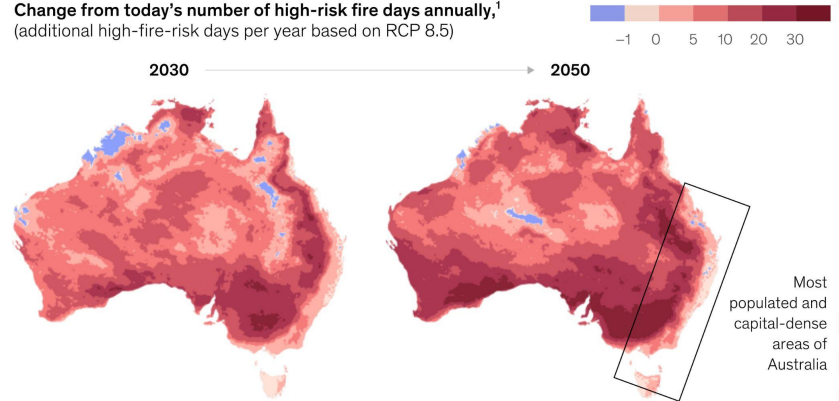 Change from today’s number of high-risk fire days annually,¹
(additional high-fire-risk days per year based on RCP 8.5)
–1 0 5 10 20 30
2030 2050
Most
populated and
capital-dense
areas of
Australia